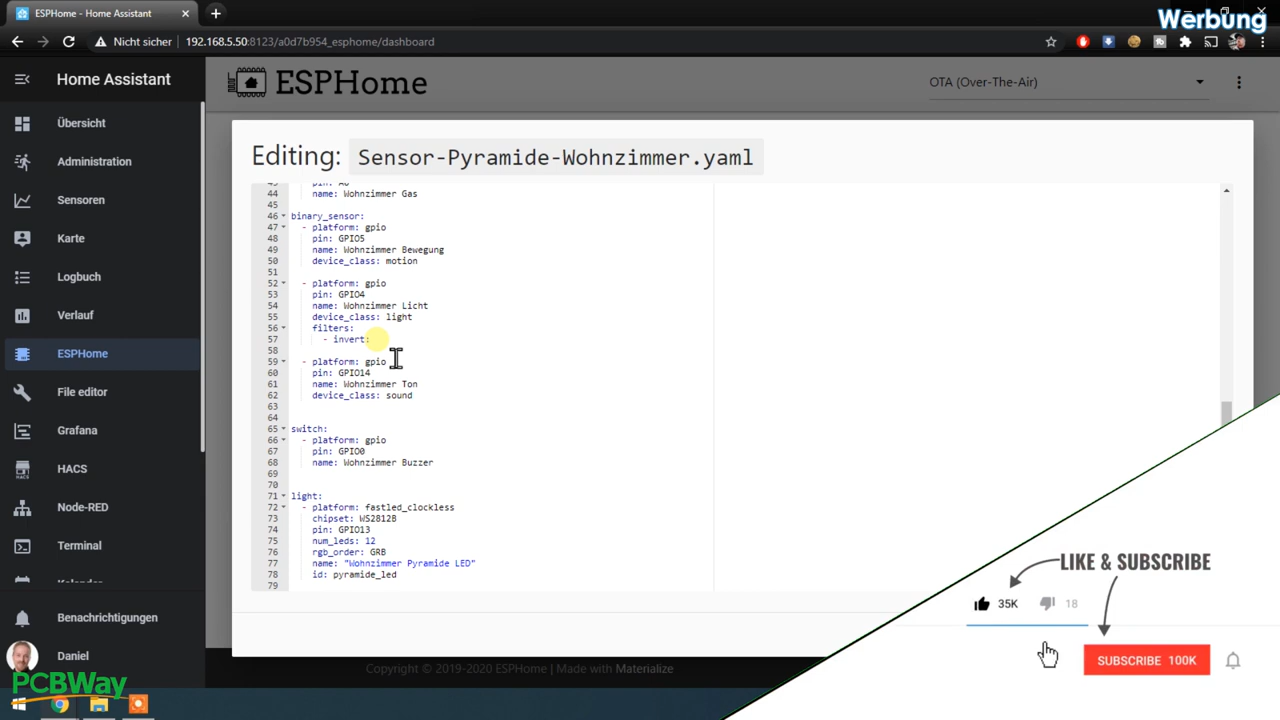 ESPHome - Home Assistant
Werbung
Nicht sicher
192.168.5.50:8123/a0d7b954_esphome/dashboard
Home Assistant
ESPHome
OTA (Over-The-Air)
Übersicht
Administration
Sensoren
Karte
Logbuch
Verlauf
ESPHome
File editor
Grafana
HACS
HACS
Node-RED
Terminal
Kalender
Benachrichtigungen
Daniel
PCBWay
Editing: Sensor-Pyramide-Wohnzimmer.yaml
43 pin: A0
44 name: Wohnzimmer Gas
45
46 binary_sensor:
47 - platform: gpio
48 pin: GPIO5
49 name: Wohnzimmer Bewegung
50 device_class: motion
51
52 - platform: gpio
53 pin: GPIO4
54 name: Wohnzimmer Licht
55 device_class: light
56 filters:
57 - invert:
58
59 - platform: gpio
60 pin: GPIO14
61 name: Wohnzimmer Ton
62 device_class: sound
63
64
65 switch:
66 - platform: gpio
67 pin: GPIO0
68 name: Wohnzimmer Buzzer
69
70
71 light:
72 - platform: fastled_clockless
73 chipset: WS2812B
74 pin: GPIO13
75 num_leds: 12
76 rgb_order: GRB
77 name: "Wohnzimmer Pyramide LED"
78 id: pyramide_led
79
Copyright © 2019-2020 ESPHome | Made with Materialize
LIKE & SUBSCRIBE
35K
18
SUBSCRIBE 100K